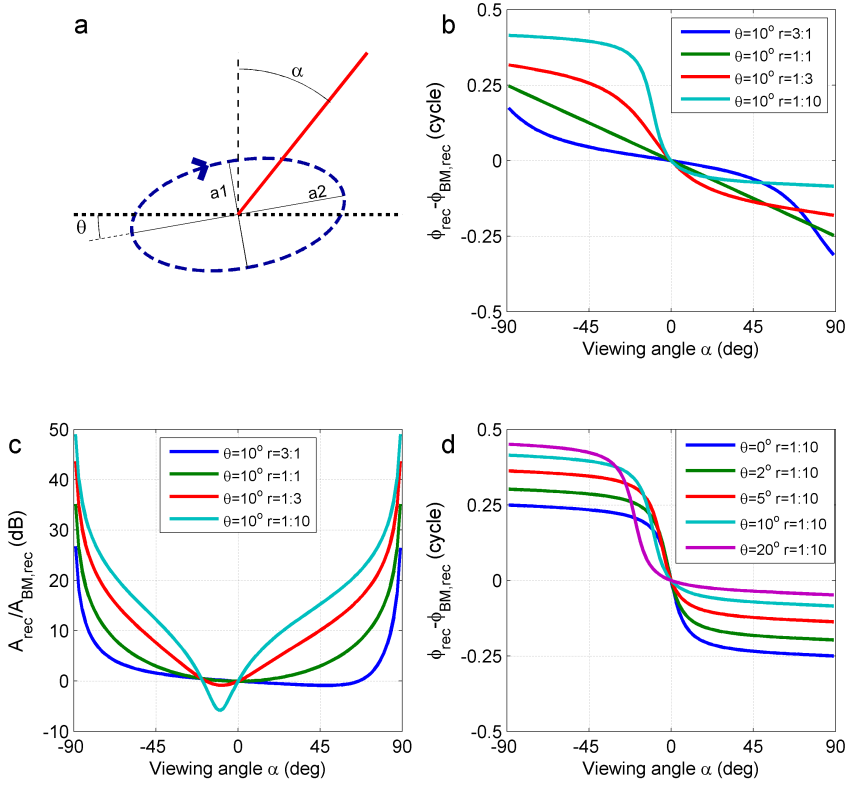 a
α
a1
a2
θ
b
0.5
0.25
0
-0.25
-0.5
-90
-45
0
45
90
ϕrec-ϕBM,rec (cycle)
Viewing angle α (deg)
θ=10° r=3:1
θ=10° r=1:1
θ=10° r=1:3
θ=10° r=1:10
c
50
40
30
20
10
0
-10
-90
-45
0
45
90
Arec/ABM,rec (dB)
Viewing angle α (deg)
θ=10° r=3:1
θ=10° r=1:1
θ=10° r=1:3
θ=10° r=1:10
d
0.5
0.25
0
-0.25
-0.5
-90
-45
0
45
90
ϕrec-ϕBM,rec (cycle)
Viewing angle α (deg)
θ=0° r=1:10
θ=2° r=1:10
θ=5° r=1:10
θ=10° r=1:10
θ=20° r=1:10